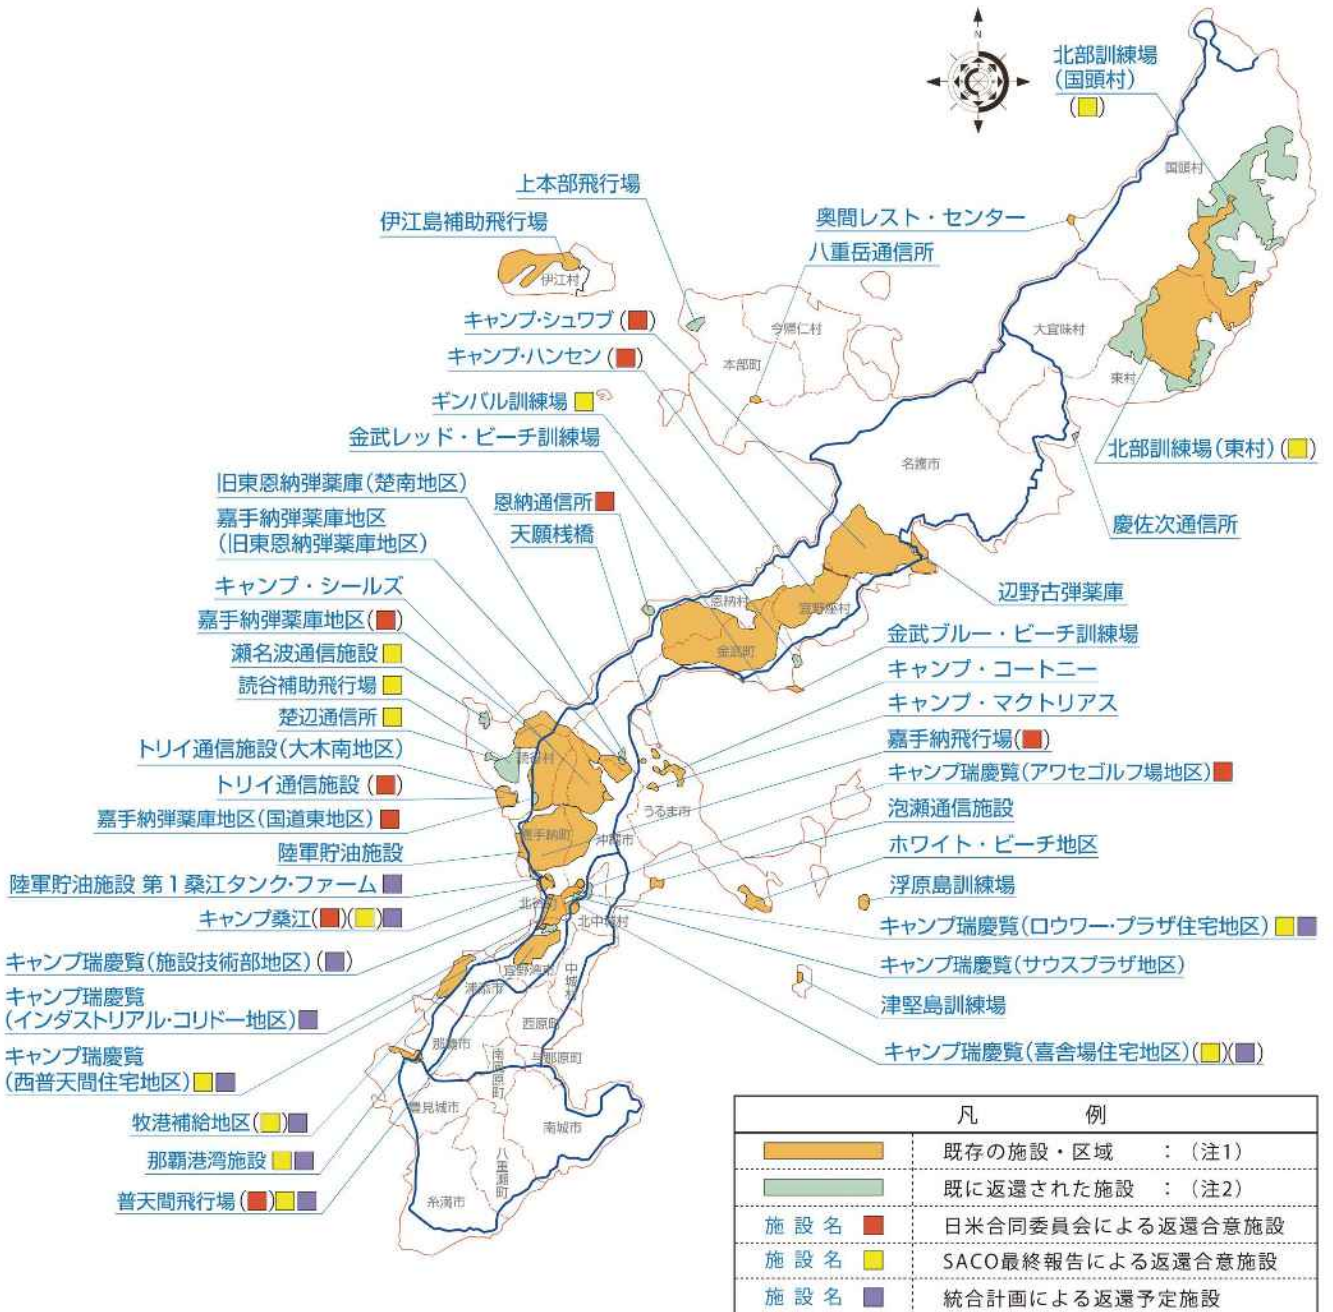 N
北部訓練場
(国頭村)
(■)
国頭村
上本部飛行場
伊江島補助飛行場
奥間レスト・センター
八重岳通信所
伊江村
キャンプ・シュワブ(■)
今帰仁村
大宜味村
キャンプ・ハンセン(■)
本部町
東村
ギンバル訓練場■
金武レッド・ビーチ訓練場
北部訓練場(東村)(■)
名護市
旧東恩納弾薬庫(楚南地区)
恩納通信所■
嘉手納弾薬庫地区
(旧東恩納弾薬庫地区)
天願桟橋
慶佐次通信所
キャンプ・シールズ
辺野古弾薬庫
恩納村
宜野座村
嘉手納弾薬庫地区(■)
金武ブルー・ビーチ訓練場
瀬名波通信施設■
金武町
キャンプ・コートニー
読谷補助飛行場■
キャンプ・マクトリアス
楚辺通信所■
嘉手納飛行場(■)
トリイ通信施設(大木南地区)
読谷村
キャンプ瑞慶覧(アワセゴルフ場地区)■
トリイ通信施設(■)
うるま市
泡瀬通信施設
嘉手納弾薬庫地区(国道東地区)■
嘉手納町
沖縄市
ホワイト・ビーチ地区
陸軍貯油施設
陸軍貯油施設 第1桑江タンク・ファーム■
浮原島訓練場
キャンプ桑江(■)(■)■
北谷町
北中城村
キャンプ瑞慶覧(ロウワー・プラザ住宅地区)■■
キャンプ瑞慶覧(施設技術部地区)(■)
宜野湾市
中城村
キャンプ瑞慶覧(サウスプラザ地区)
キャンプ瑞慶覧
(インダストリアル・コリドー地区)■
浦添市
津堅島訓練場
西原町
キャンプ瑞慶覧
(西普天間住宅地区)■■
那覇市
南風原町
与那原町
キャンプ瑞慶覧(喜舎場住宅地区)(■)(■)
豊見城市
牧港補給地区(■)■
南城市
那覇港湾施設■■
八重瀬町
普天間飛行場(■)■■
糸満市
凡 例
既存の施設・区域 :(注1)
既に返還された施設 :(注2)
施設名■ 日米合同委員会による返還合意施設
施設名■ SACO最終報告による返還合意施設
施設名■ 統合計画による返還予定施設